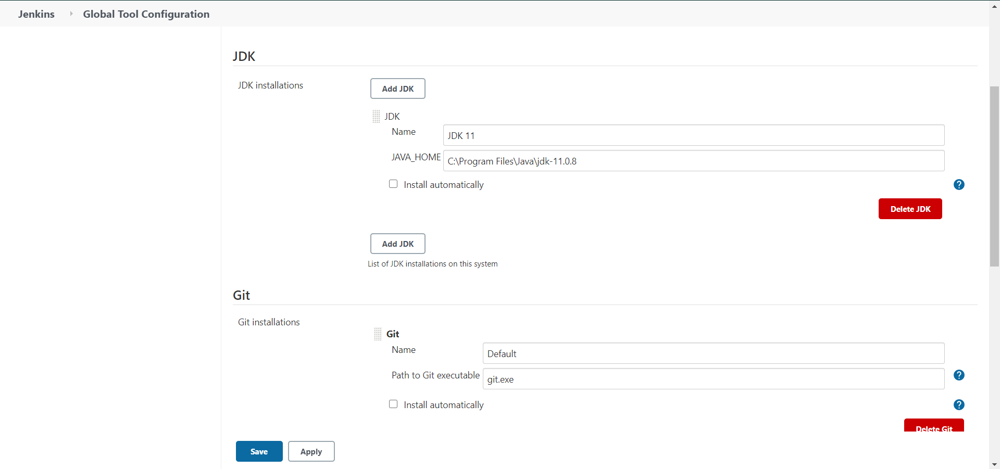 Jenkins
Global Tool Configuration
JDK
JDK installations
Add JDK
JDK
Name
JDK 11
JAVA_HOME
C:\Program Files\Java\jdk-11.0.8
Install automatically
?
Delete JDK
Add JDK
List of JDK installations on this system
Git
Git installations
Git
Name
Default
Path to Git executable
git.exe
?
Install automatically
?
Delete Git
Save
Apply